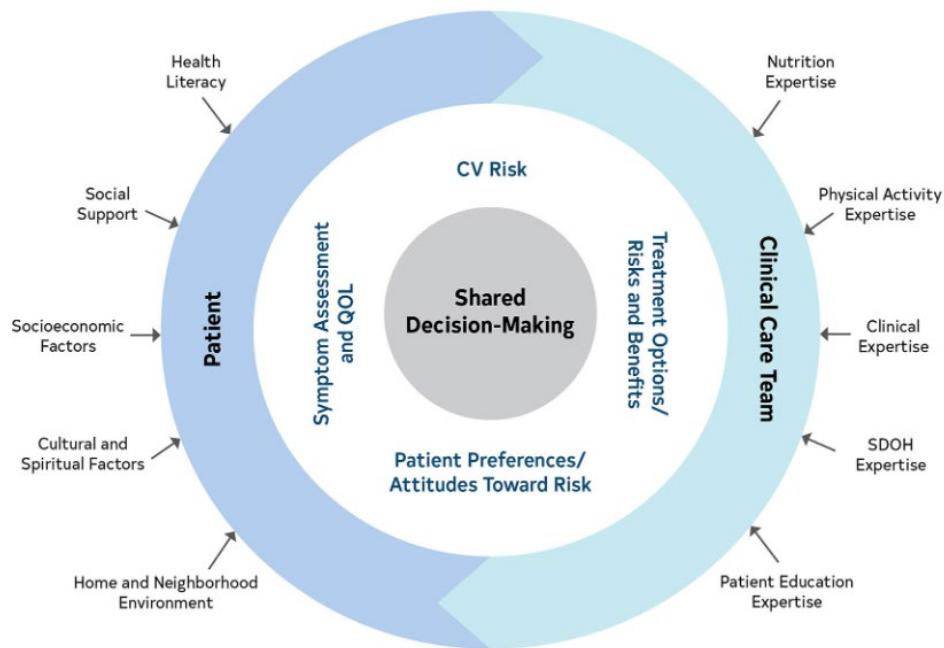 Health
Literacy
Social
Support
Socioeconomic
Factors
Cultural and
Spiritual Factors
Home and Neighborhood
Environment
Patient
Symptom Assessment
and QOL
CV Risk
Shared
Decision-Making
Patient Preferences/
Attitudes Toward Risk
Treatment Options/
Risks and Benefits
Clinical Care Team
Nutrition
Expertise
Physical Activity
Expertise
Clinical
Expertise
SDOH
Expertise
Patient Education
Expertise